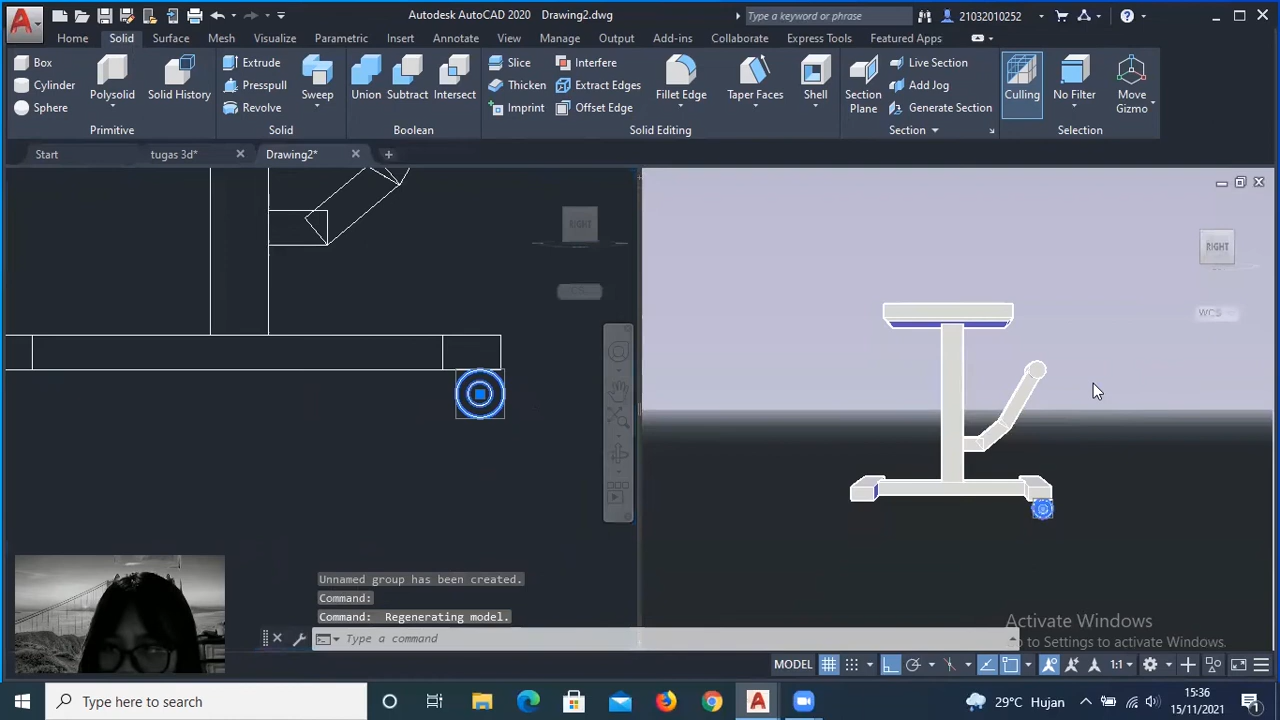 Autodesk AutoCAD 2020 Drawing2.dwg
Type a keyword or phrase
21032010252
Home Solid Surface Mesh Visualize Parametric Insert Annotate View Manage Output Add-ins Collaborate Express Tools Featured Apps
Box
Cylinder
Sphere
Polysolid
Solid History
Primitive
Extrude
Presspull
Revolve
Sweep
Solid
Union
Subtract
Intersect
Boolean
Slice
Thicken
Imprint
Interfere
Extract Edges
Offset Edge
Fillet Edge
Taper Faces
Shell
Solid Editing
Section
Plane
Live Section
Add Jog
Generate Section
Section
Culling
No Filter
Move
Gizmo
Selection
Start
tugas 3d*
Drawing2*
RIGHT
RIGHT
WCS
Unnamed group has been created.
Command:
Command: Regenerating model.
Type a command
Activate Windows
Go to Settings to activate Windows.
MODEL
1:1
Type here to search
29°C Hujan
15:36
15/11/2021
1